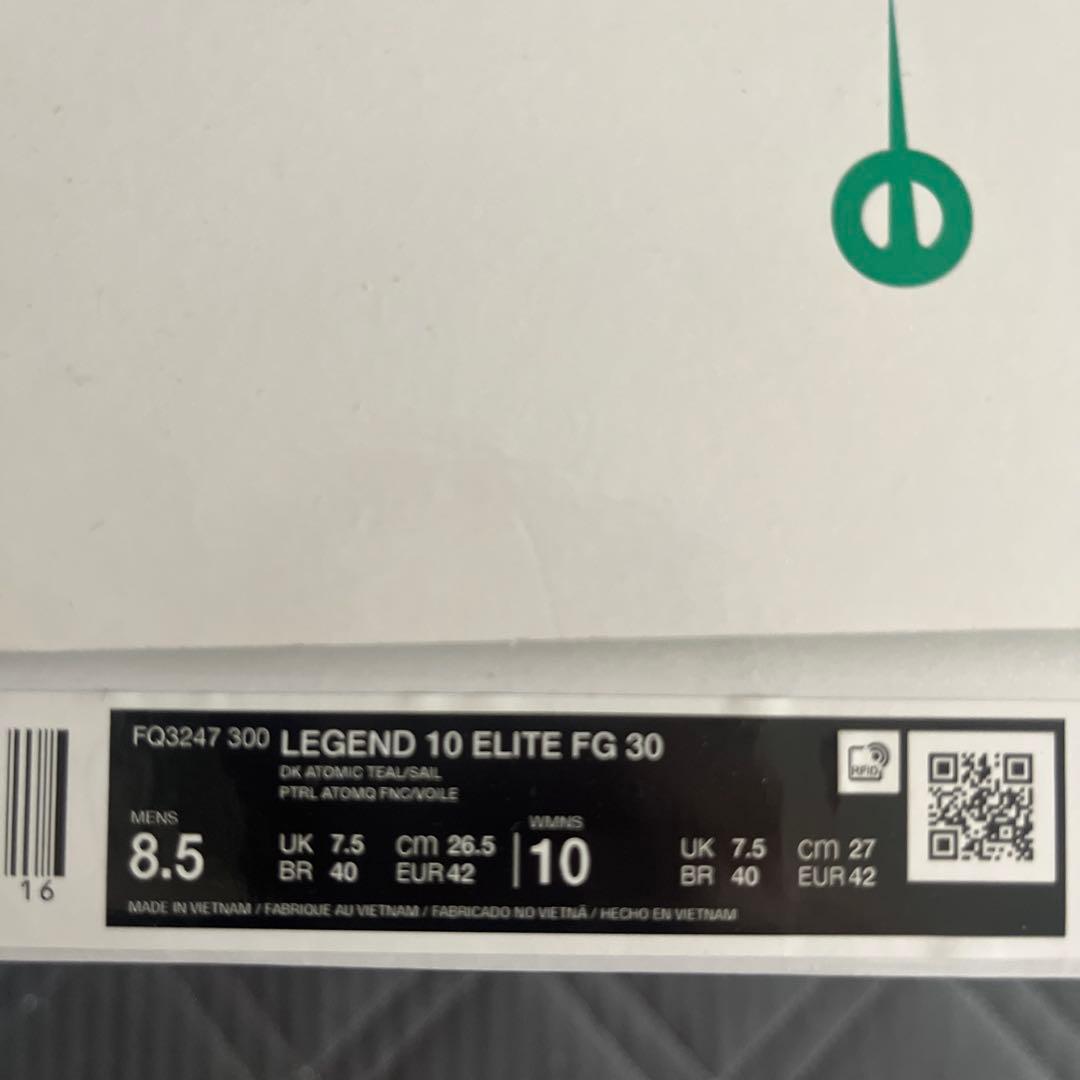 FQ3247 300 LEGEND 10 ELITE FG 30
DK ATOMIC TEAL/SAIL
PTRL ATOMQ FNC/VOILE
MENS
8.5
UK 7.5 cm 26.5
BR 40 EUR 42
WMNS
10
UK 7.5 cm 27
BR 40 EUR 42
MADE IN VIETNAM / FABRIQUE AU VIETNAM / FABRICADO NO VIETNÃ / HECHO EN VIETNAM
RFID
16